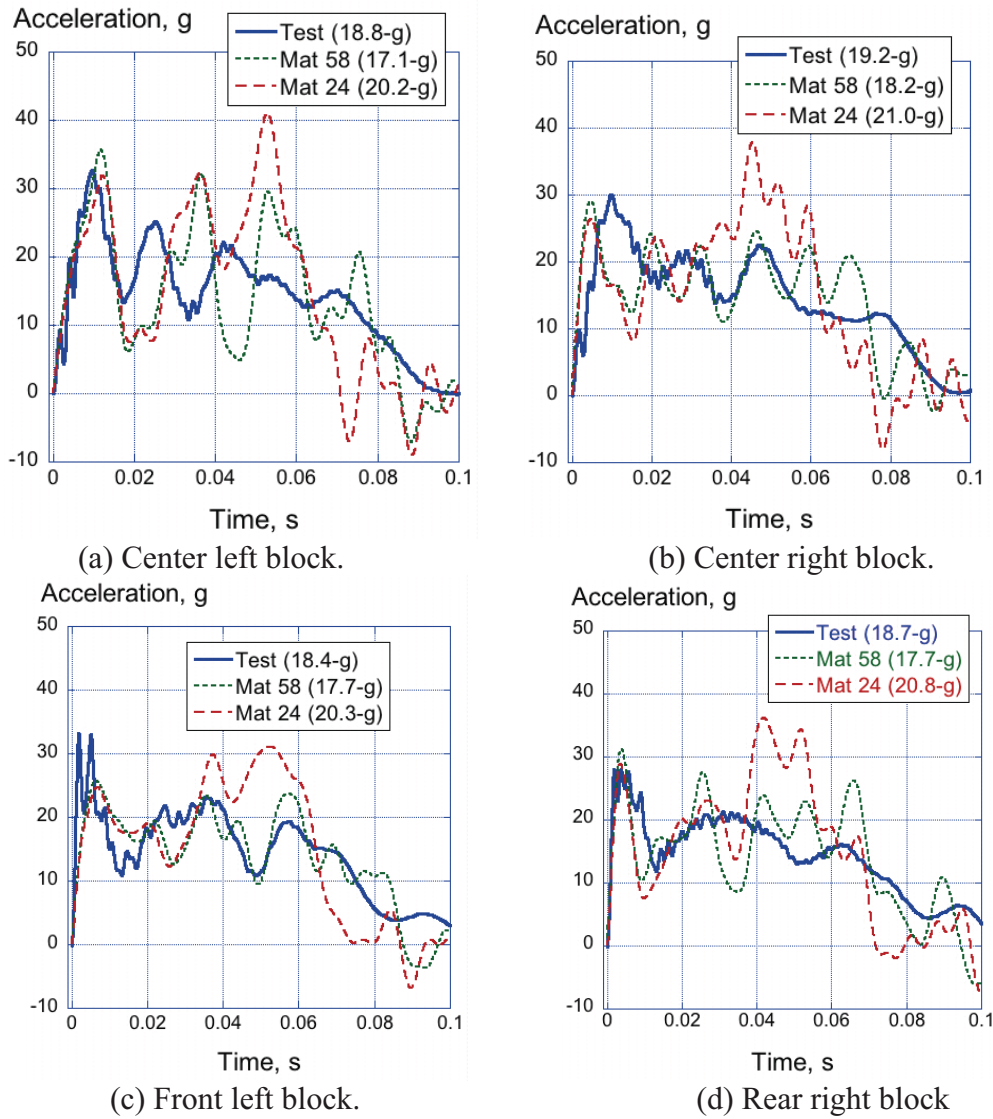 Acceleration, g
50
40
30
20
10
0
-10
Test (18.8-g)
Mat 58 (17.1-g)
Mat 24 (20.2-g)
0 0.02 0.04 0.06 0.08 0.1
Time, s
(a) Center left block.
Acceleration, g
50
40
30
20
10
0
-10
Test (19.2-g)
Mat 58 (18.2-g)
Mat 24 (21.0-g)
0 0.02 0.04 0.06 0.08 0.1
Time, s
(b) Center right block.
Acceleration, g
50
40
30
20
10
0
-10
Test (18.4-g)
Mat 58 (17.7-g)
Mat 24 (20.3-g)
0 0.02 0.04 0.06 0.08 0.1
Time, s
(c) Front left block.
Acceleration, g
50
40
30
20
10
0
-10
Test (18.7-g)
Mat 58 (17.7-g)
Mat 24 (20.8-g)
0 0.02 0.04 0.06 0.08 0.1
Time, s
(d) Rear right block